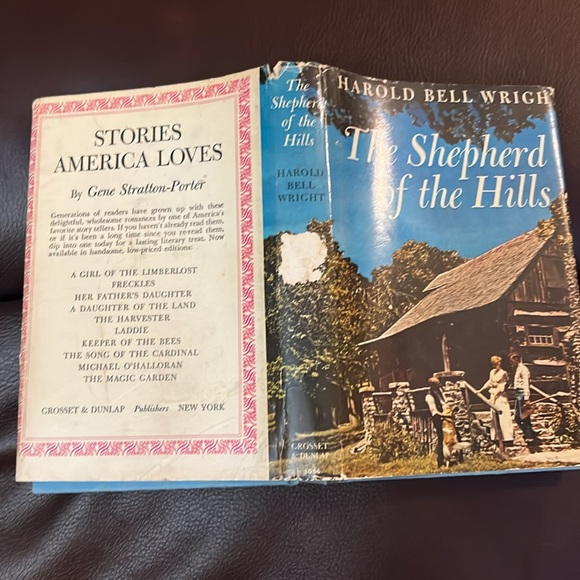 STORIES
AMERICA LOVES
By Gene Stratton-Porter
Generations of readers have grown up with these
delightful, wholesome romances by one of America's
favorite story tellers. If you haven't already read them,
or if it's been a long time since you re-read them,
dip into one today for a lasting literary treat. Now
available in handsome, low-priced editions:
A GIRL OF THE LIMBERLOST
FRECKLES
HER FATHER'S DAUGHTER
A DAUGHTER OF THE LAND
THE HARVESTER
LADDIE
KEEPER OF THE BEES
THE SONG OF THE CARDINAL
MICHAEL O'HALLORAN
THE MAGIC GARDEN
GROSSET & DUNLAP Publishers NEW YORK
The
Shepherd
of the
Hills
HAROLD
BELL
WRIGHT
GROSSET
& DUNLAP
HAROLD BELL WRIGH
The Shepherd
of the Hills